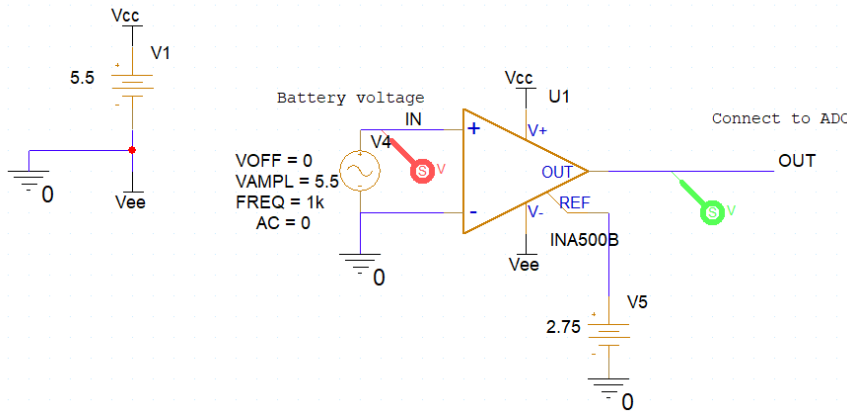 Vcc
V1
5.5
+
-
0
Vee
Battery voltage
IN
V4
VOFF = 0
VAMPL = 5.5
FREQ = 1k
AC = 0
+
-
0
S V
Vcc
U1
+
-
V+
OUT
V-
REF
INA500B
Vee
V5
2.75
+
-
0
Connect to ADC
OUT
S V